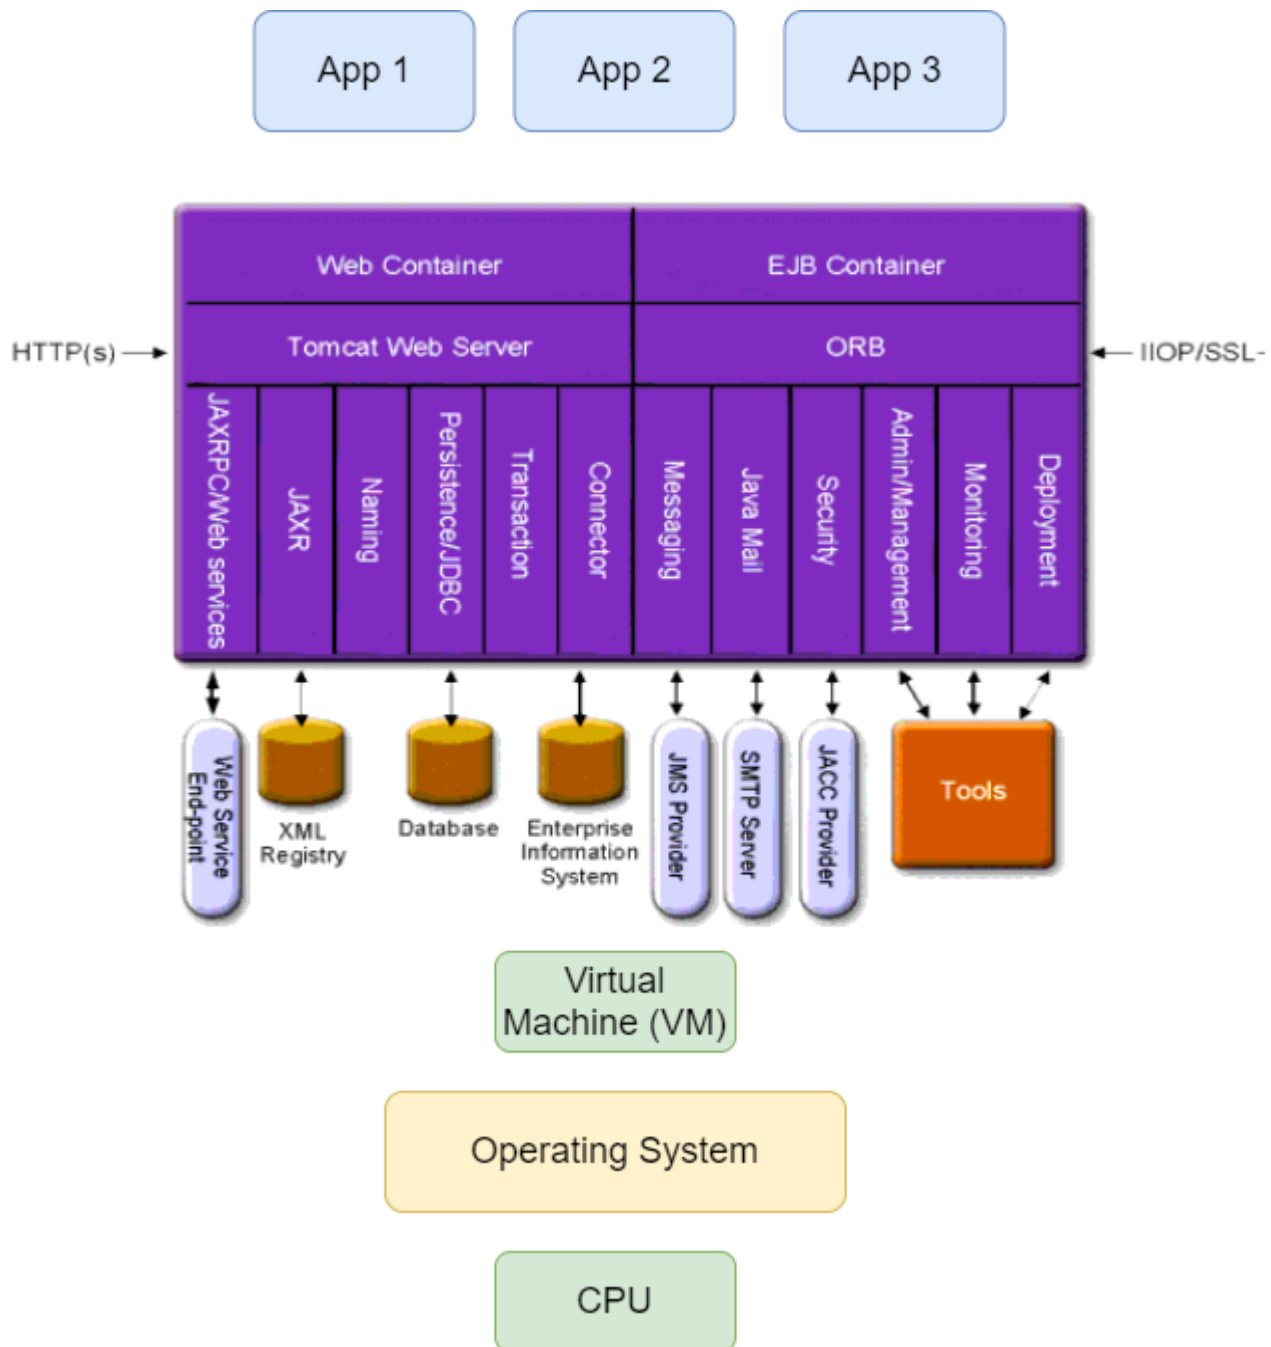 App 1
App 2
App 3
Web Container
EJB Container
HTTP(s)
Tomcat Web Server
ORB
IIOP/SSL-
JAXRPC/Web services
JAXR
Naming
Persistence/JDBC
Transaction
Connector
Messaging
Java Mail
Security
Admin/Management
Monitoring
Deployment
Web Service
End-point
XML
Registry
Database
Enterprise
Information
System
JMS Provider
SMTP Server
JACC Provider
Tools
Virtual
Machine (VM)
Operating System
CPU